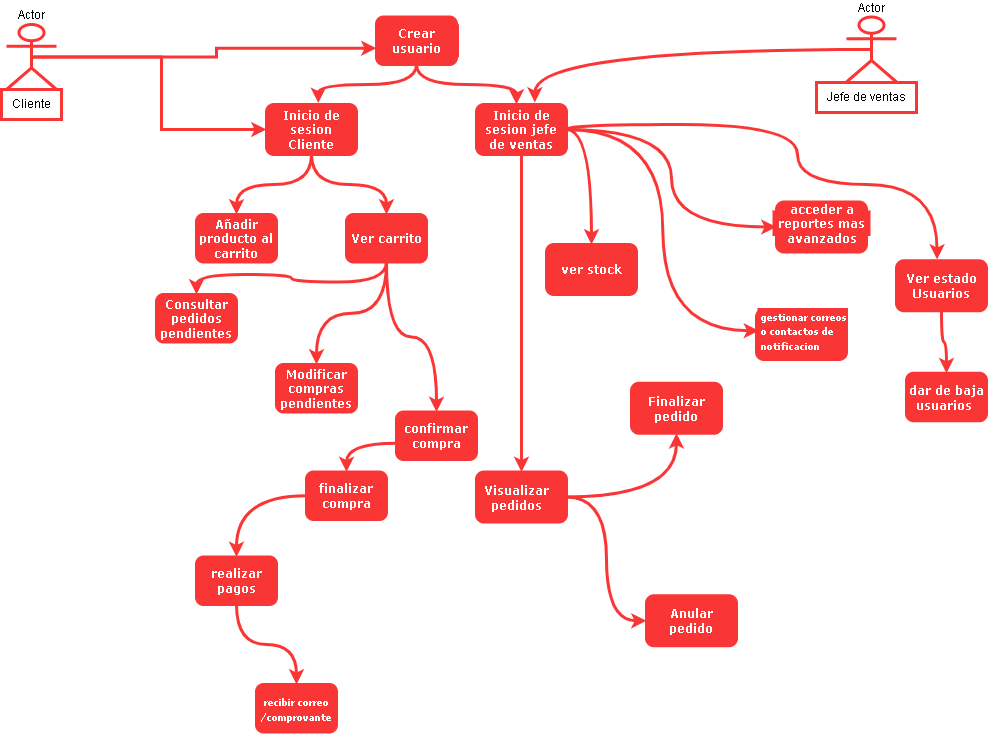 Actor
Cliente
Actor
Jefe de ventas
Crear
usuario
Inicio de
sesion
Cliente
Inicio de
sesion jefe
de ventas
Añadir
producto al
carrito
Ver carrito
acceder a
reportes mas
avanzados
ver stock
Ver estado
Usuarios
Consultar
pedidos
pendientes
gestionar correos
o contactos de
notificacion
Modificar
compras
pendientes
dar de baja
usuarios
Finalizar
pedido
confirmar
compra
finalizar
compra
Visualizar
pedidos
realizar
pagos
Anular
pedido
recibir correo
/comprovante